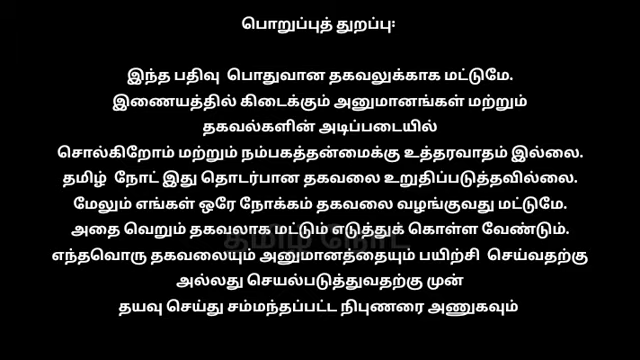 பொறுப்புத் துறப்பு:
இந்த பதிவு பொதுவான தகவலுக்காக மட்டுமே.
இணையத்தில் கிடைக்கும் அனுமானங்கள் மற்றும்
தகவல்களின் அடிப்படையில்
சொல்கிறோம் மற்றும் நம்பகத்தன்மைக்கு உத்தரவாதம் இல்லை.
தமிழ் நோட் இது தொடர்பான தகவலை உறுதிப்படுத்தவில்லை.
மேலும் எங்கள் ஒரே நோக்கம் தகவலை வழங்குவது மட்டுமே.
அதை வெறும் தகவலாக மட்டும் எடுத்துக் கொள்ள வேண்டும்.
தமிழ் நோட்
எந்தவொரு தகவலையும் அனுமானத்தையும் பயிற்சி செய்வதற்கு
அல்லது செயல்படுத்துவதற்கு முன்
தயவு செய்து சம்மந்தப்பட்ட நிபுணரை அணுகவும்